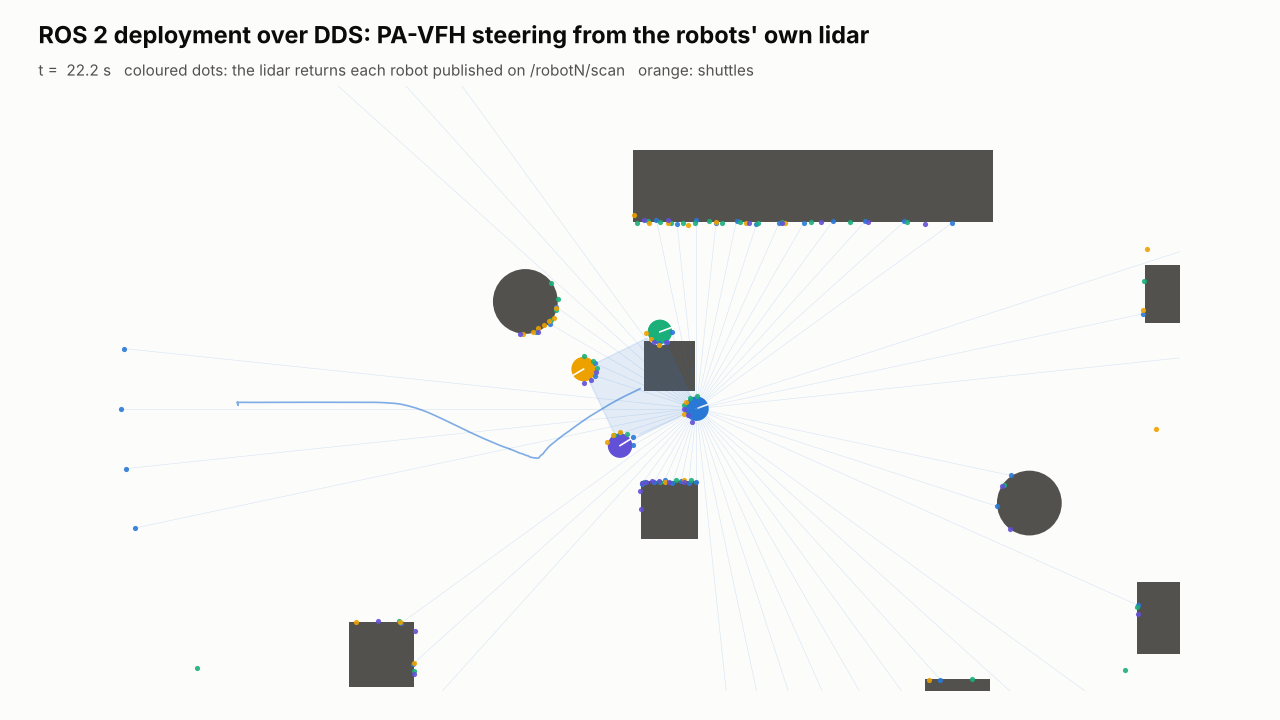 ROS 2 deployment over DDS: PA-VFH steering from the robots' own lidar
t =  22.2 s   coloured dots: the lidar returns each robot published on /robotN/scan   orange: shuttles